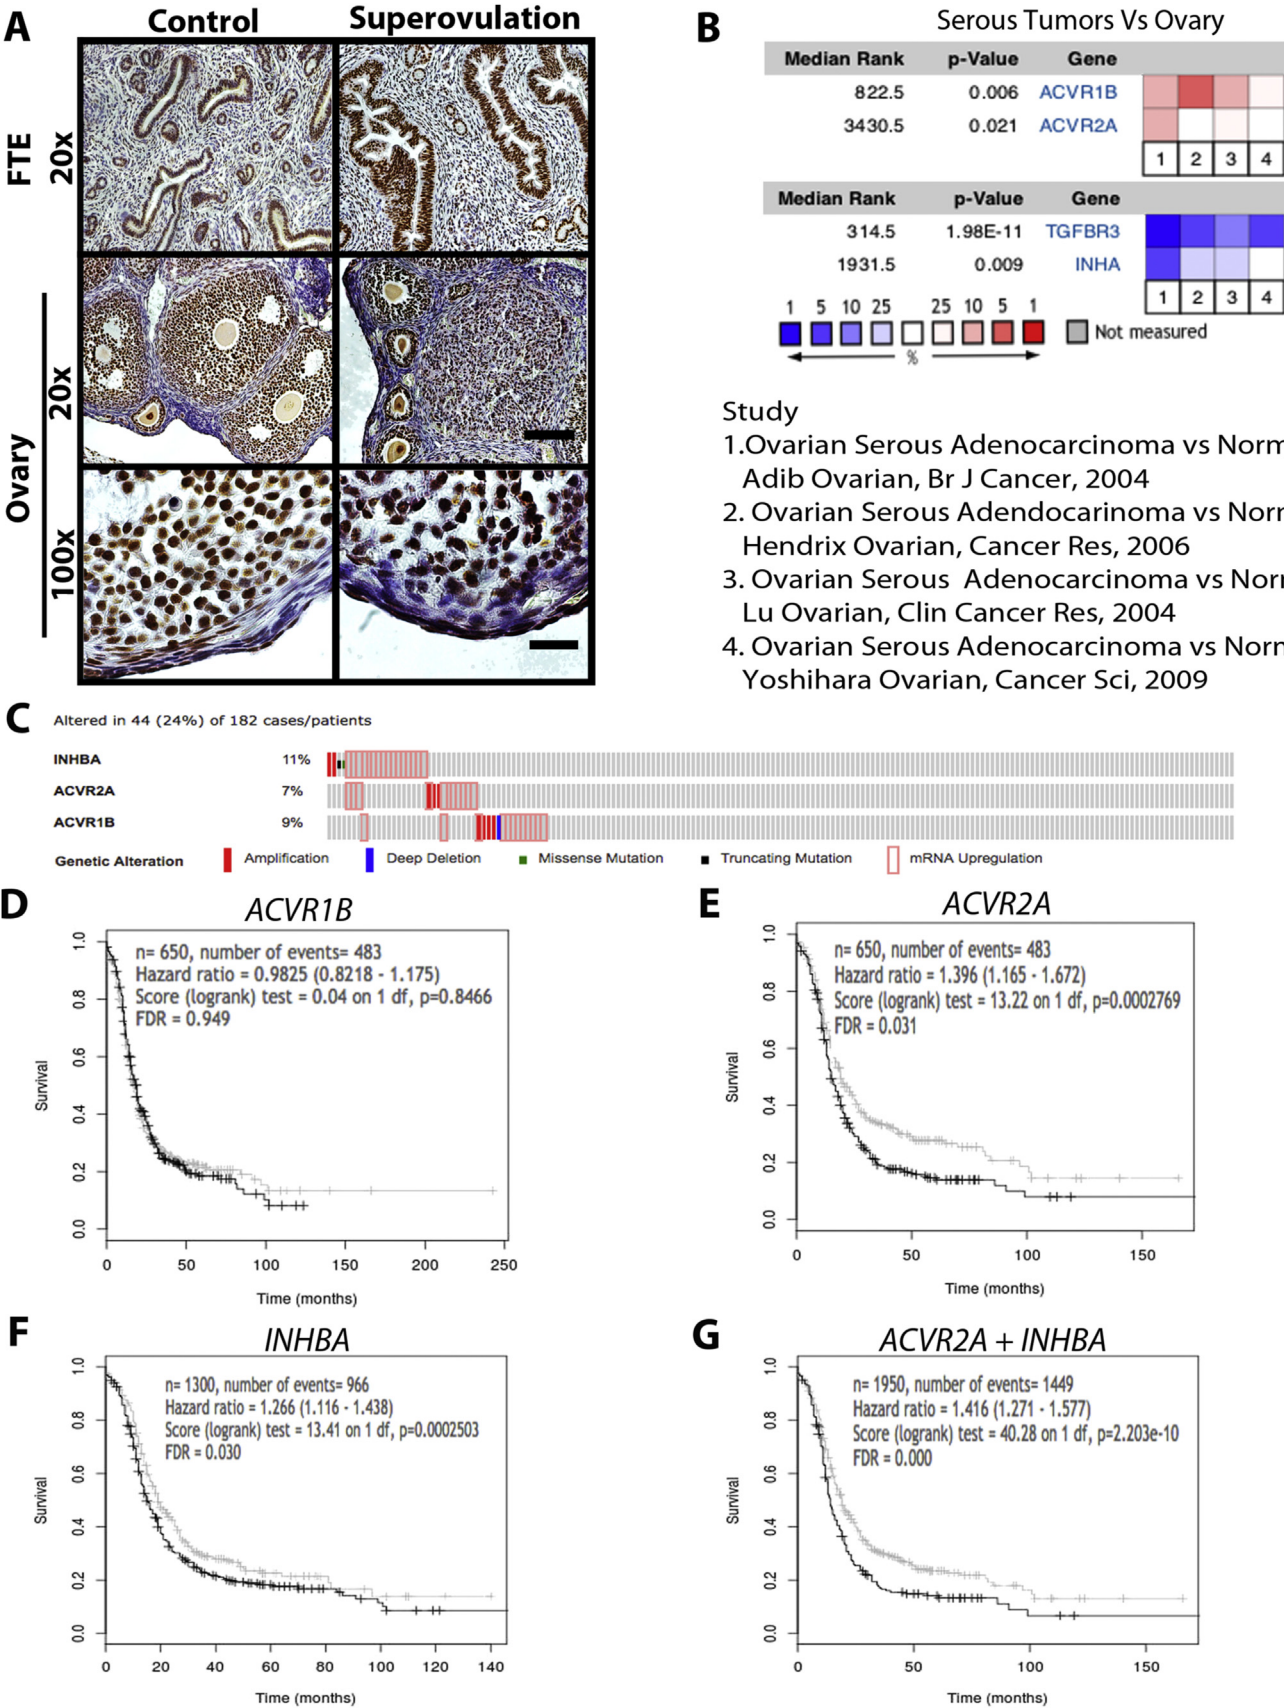 A
Control
Superovulation
FTE
20x
Ovary
20x
100x
B
Serous Tumors Vs Ovary
Median Rank p-Value Gene
822.5 0.006 ACVR1B
3430.5 0.021 ACVR2A
1 2 3 4
Median Rank p-Value Gene
314.5 1.98E-11 TGFBR3
1931.5 0.009 INHA
1 2 3 4
1 5 10 25 25 10 5 1
%
Not measured
Study
1.Ovarian Serous Adenocarcinoma vs Norm
Adib Ovarian, Br J Cancer, 2004
2. Ovarian Serous Adendocarinoma vs Norr
Hendrix Ovarian, Cancer Res, 2006
3. Ovarian Serous Adenocarcinoma vs Norr
Lu Ovarian, Clin Cancer Res, 2004
4. Ovarian Serous Adenocarcinoma vs Norn
Yoshihara Ovarian, Cancer Sci, 2009
C
Altered in 44 (24%) of 182 cases/patients
INHBA 11%
ACVR2A 7%
ACVR1B 9%
Genetic Alteration Amplification Deep Deletion Missense Mutation Truncating Mutation mRNA Upregulation
D
ACVR1B
n= 650, number of events= 483
Hazard ratio = 0.9825 (0.8218 - 1.175)
Score (logrank) test = 0.04 on 1 df, p=0.8466
FDR = 0.949
Survival
1.0
0.8
0.6
0.4
0.2
0.0
0 50 100 150 200 250
Time (months)
E
ACVR2A
n= 650, number of events= 483
Hazard ratio = 1.396 (1.165 - 1.672)
Score (logrank) test = 13.22 on 1 df, p=0.0002769
FDR = 0.031
Survival
1.0
0.8
0.6
0.4
0.2
0.0
0 50 100 150
Time (months)
F
INHBA
n= 1300, number of events= 966
Hazard ratio = 1.266 (1.116 - 1.438)
Score (logrank) test = 13.41 on 1 df, p=0.0002503
FDR = 0.030
Survival
1.0
0.8
0.6
0.4
0.2
0.0
0 20 40 60 80 100 120 140
Time (months)
G
ACVR2A + INHBA
n= 1950, number of events= 1449
Hazard ratio = 1.416 (1.271 - 1.577)
Score (logrank) test = 40.28 on 1 df, p=2.203e-10
FDR = 0.000
Survival
1.0
0.8
0.6
0.4
0.2
0.0
0 50 100 150
Time (months)